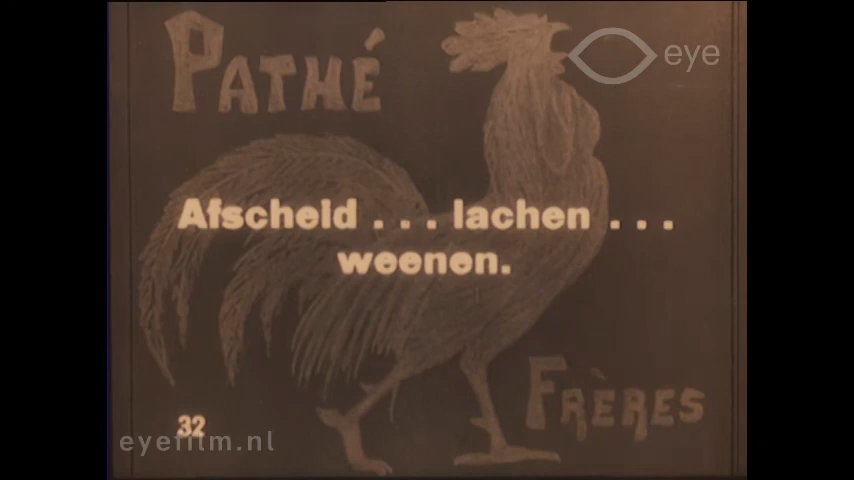 PATHÉ
eye
Afscheid . . . lachen . . .
weenen.
FRÈRES
32
eyefilm.nl